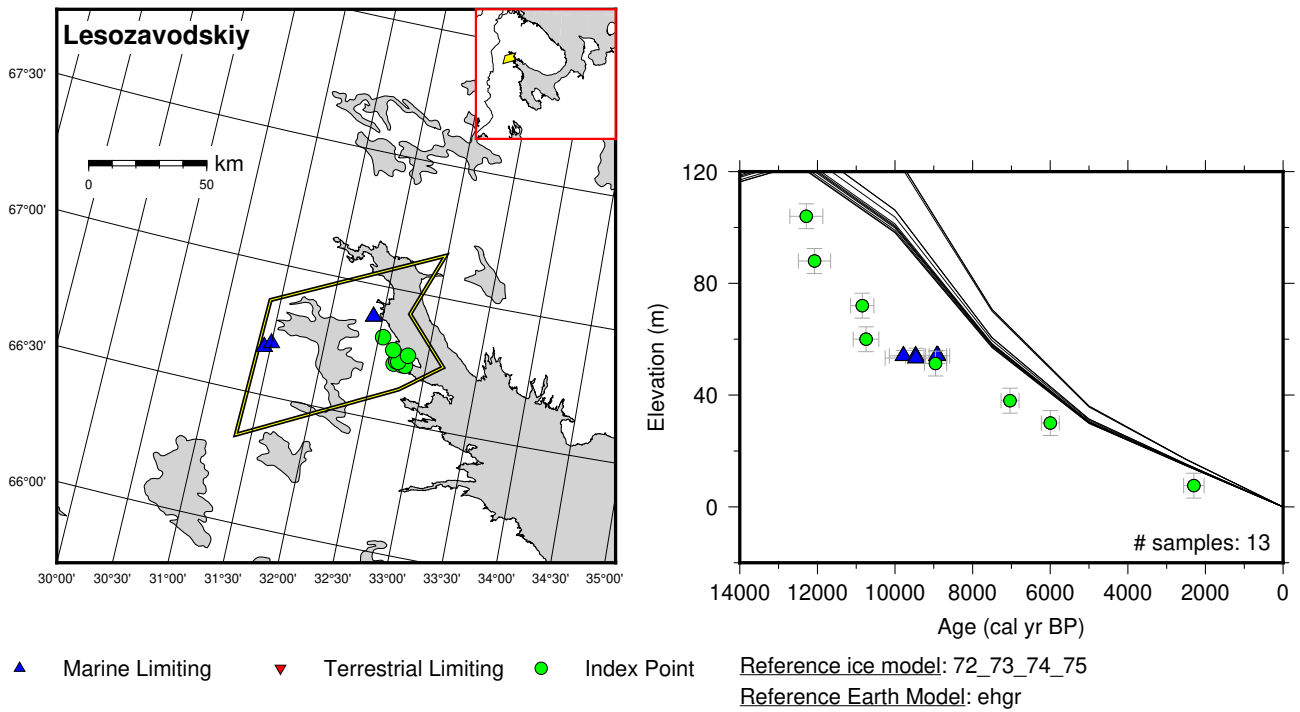 Lesozavodskiy
67°30'
67°00'
66°30'
66°00'
km
0 50
30°00' 30°30' 31°00' 31°30' 32°00' 32°30' 33°00' 33°30' 34°00' 34°30' 35°00'
120
80
40
0
Elevation (m)
# samples: 13
14000 12000 10000 8000 6000 4000 2000 0
Age (cal yr BP)
Marine Limiting Terrestrial Limiting Index Point
Reference ice model: 72_73_74_75
Reference Earth Model: ehgr